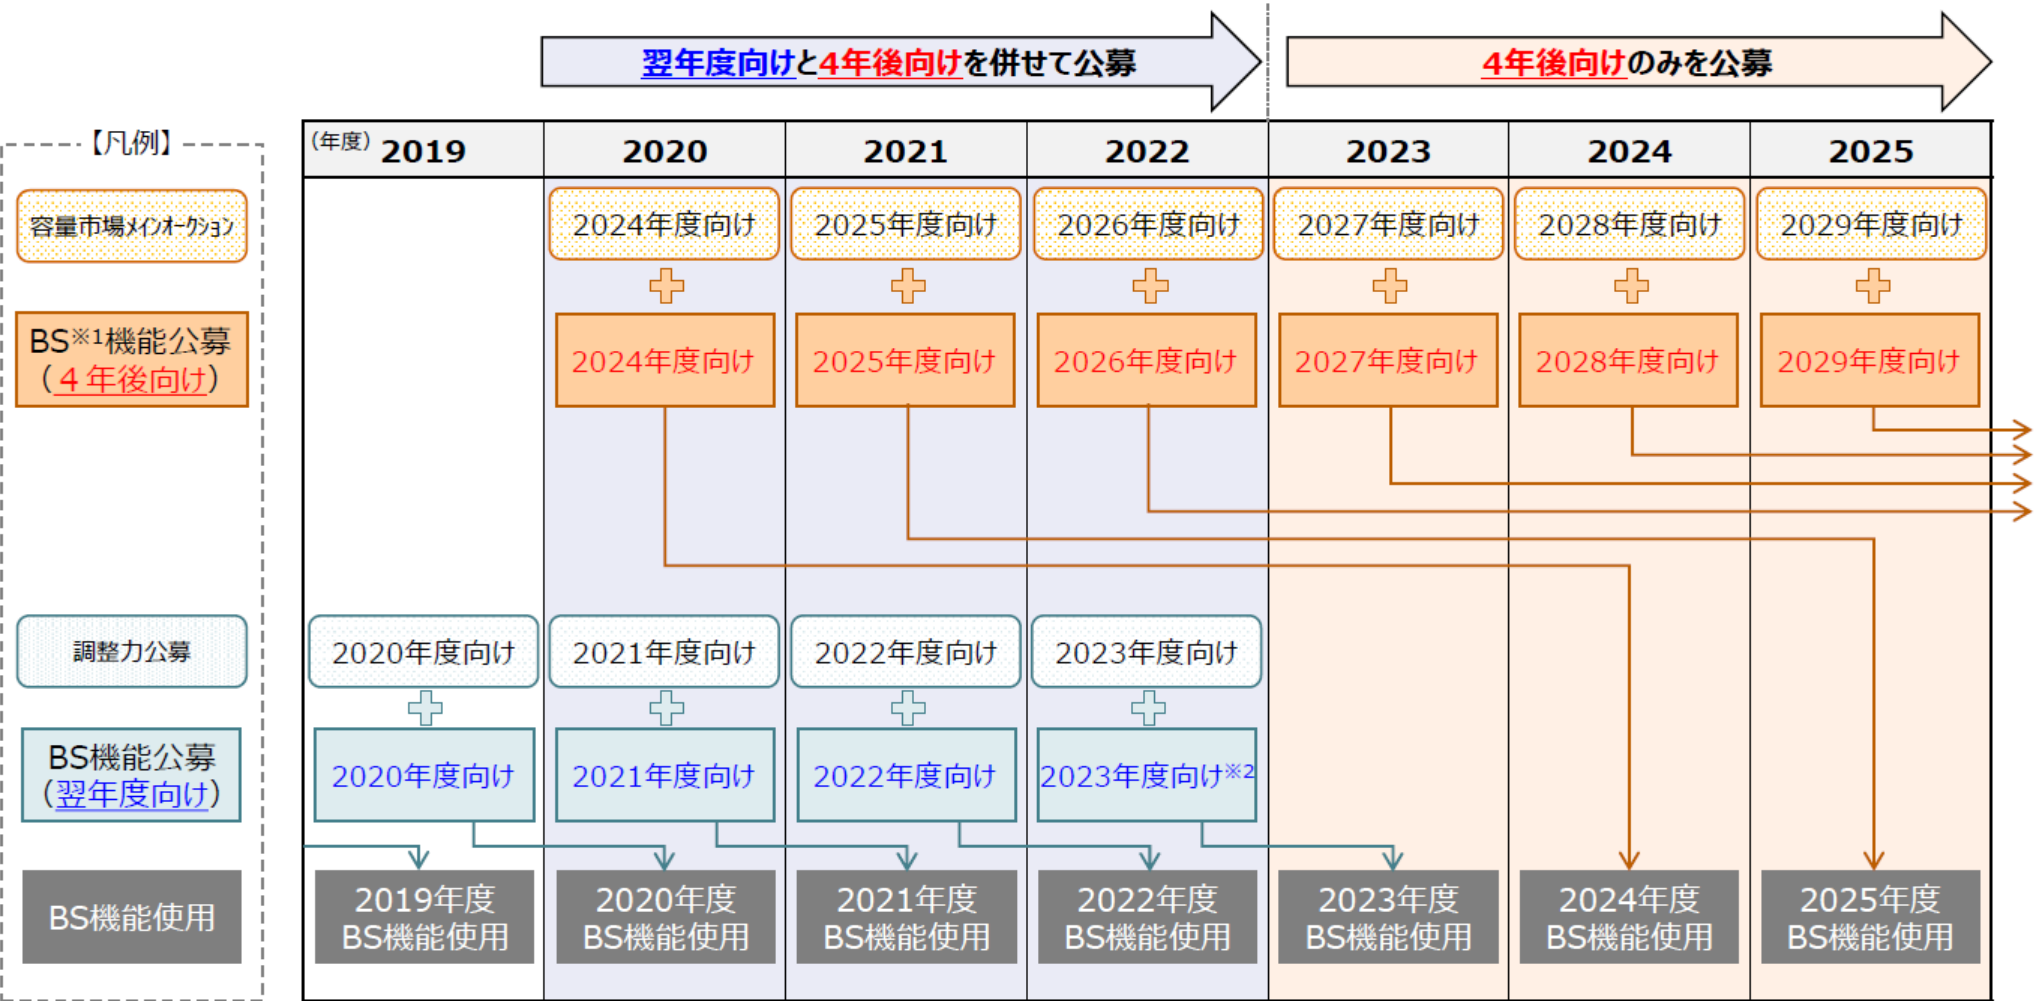 翌年度向けと4年後向けを併せて公募
4年後向けのみを公募
【凡例】
(年度) 2019 2020 2021 2022 2023 2024 2025
容量市場ﾒｲﾝｵｰｸｼｮﾝ
2024年度向け 2025年度向け 2026年度向け 2027年度向け 2028年度向け 2029年度向け
BS※1機能公募
(４年後向け)
2024年度向け 2025年度向け 2026年度向け 2027年度向け 2028年度向け 2029年度向け
調整力公募
2020年度向け 2021年度向け 2022年度向け 2023年度向け
BS機能公募
(翌年度向け)
2020年度向け 2021年度向け 2022年度向け 2023年度向け※2
BS機能使用
2019年度 2020年度 2021年度 2022年度 2023年度 2024年度 2025年度
BS機能使用 BS機能使用 BS機能使用 BS機能使用 BS機能使用 BS機能使用 BS機能使用